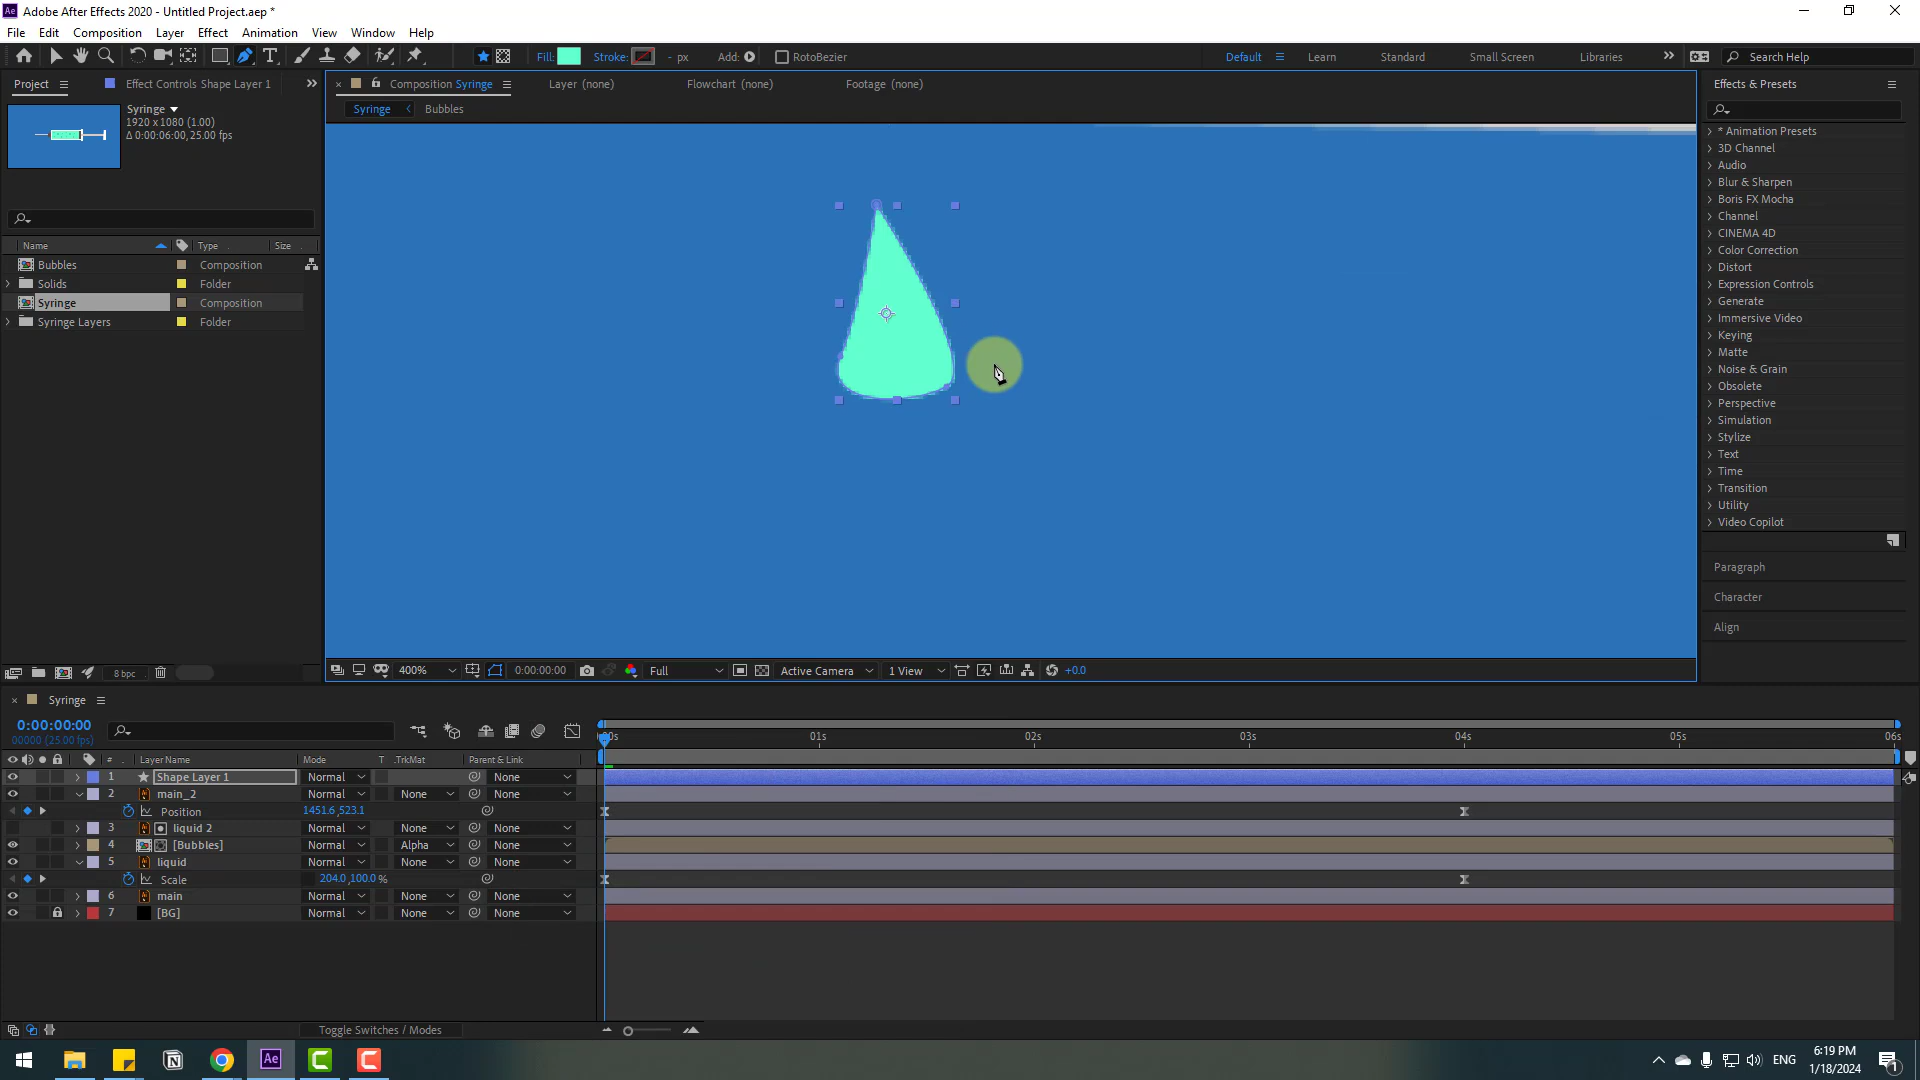 Adobe After Effects 2020 - Untitled Project.aep *
File Edit Composition Layer Effect Animation View Window Help
Fill: Stroke: - px Add: RotoBezier Default Learn Standard Small Screen Libraries Search Help
Project Effect Controls Shape Layer 1 Composition Syringe Layer (none) Flowchart (none) Footage (none) Effects & Presets
Syringe
1920 x 1080 (1.00)
Δ 0:00:06:00, 25.00 fps
Syringe Bubbles
Name Type Size
Bubbles Composition
Solids Folder
Syringe Composition
Syringe Layers Folder
* Animation Presets
3D Channel
Audio
Blur & Sharpen
Boris FX Mocha
Channel
CINEMA 4D
Color Correction
Distort
Expression Controls
Generate
Immersive Video
Keying
Matte
Noise & Grain
Obsolete
Perspective
Simulation
Stylize
Text
Time
Transition
Utility
Video Copilot
Paragraph
Character
Align
8 bpc
400% 0:00:00:00 Full Active Camera 1 View +0.0
Syringe
0:00:00:00
00000 (25.00 fps)
00s 01s 02s 03s 04s 05s 06s
# Layer Name Mode T .TrkMat Parent & Link
1 Shape Layer 1 Normal None
2 main_2 Normal None None
Position 1451.6,523.1
3 liquid 2 Normal None None
4 [Bubbles] Normal Alpha None
5 liquid Normal None None
Scale 204.0,100.0 %
6 main Normal None None
7 [BG] Normal None None
Toggle Switches / Modes
Ae ENG 6:19 PM
1/18/2024 1